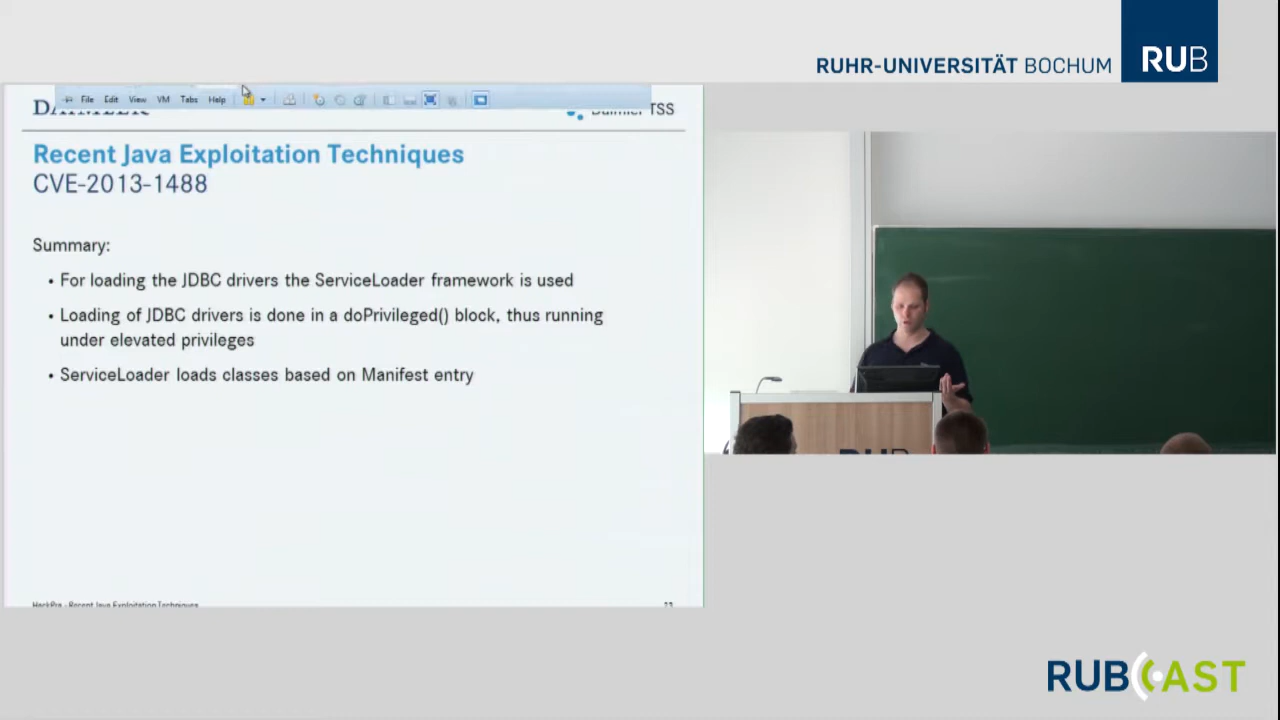 RUHR-UNIVERSITÄT BOCHUM RUB
File Edit View VM Tabs Help
DAIMLER Daimler TSS
Recent Java Exploitation Techniques
CVE-2013-1488
Summary:
• For loading the JDBC drivers the ServiceLoader framework is used
• Loading of JDBC drivers is done in a doPrivileged() block, thus running
under elevated privileges
• ServiceLoader loads classes based on Manifest entry
HackPra - Recent Java Exploitation Techniques
RUB
RUBCAST